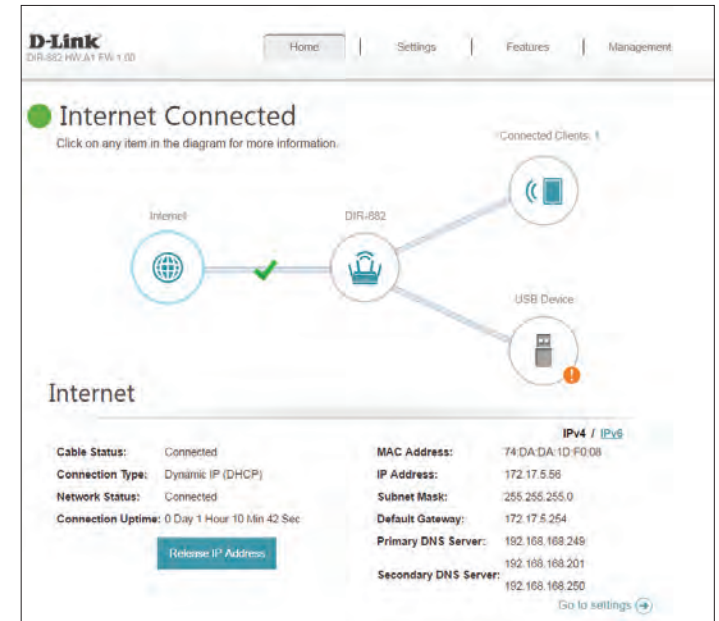 D-Link
DIR-882 HW:A1 FW:1.00
Home | Settings | Features | Management
Internet Connected
Click on any item in the diagram for more information.
Connected Clients: 1
Internet
DIR-882
USB Device
!
Internet
IPv4 / IPv6
Cable Status: Connected
MAC Address: 74:DA:DA:1D:F0:08
Connection Type: Dynamic IP (DHCP)
IP Address: 172.17.5.56
Network Status: Connected
Subnet Mask: 255.255.255.0
Connection Uptime: 0 Day 1 Hour 10 Min 42 Sec
Default Gateway: 172.17.5.254
Release IP Address
Primary DNS Server: 192.168.168.249
Secondary DNS Server: 192.168.168.201
192.168.168.250
Go to settings